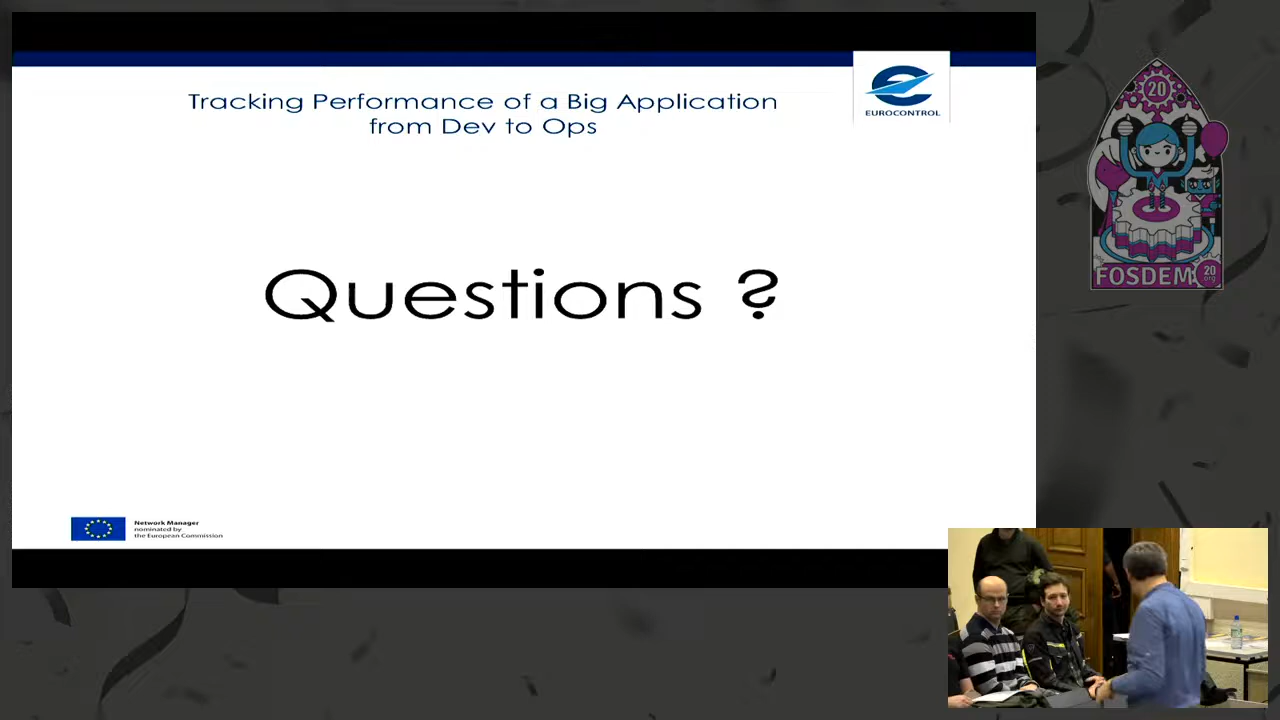 Tracking Performance of a Big Application
from Dev to Ops
EUROCONTROL
Questions ?
Network Manager
nominated by
the European Commission
20
FOSDEM
20
.org